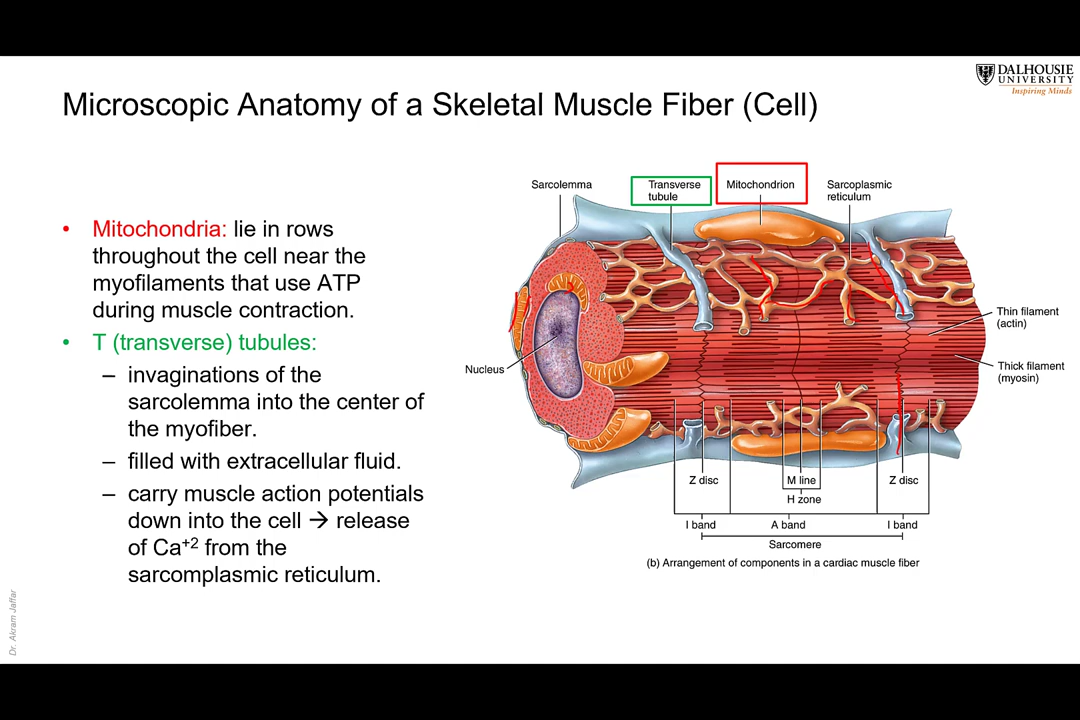 DALHOUSIE
UNIVERSITY
Inspiring Minds
Microscopic Anatomy of a Skeletal Muscle Fiber (Cell)
• Mitochondria: lie in rows
throughout the cell near the
myofilaments that use ATP
during muscle contraction.
• T (transverse) tubules:
– invaginations of the
sarcolemma into the center of
the myofiber.
– filled with extracellular fluid.
– carry muscle action potentials
down into the cell → release
of Ca+2 from the
sarcomplasmic reticulum.
Sarcolemma
Transverse
tubule
Mitochondrion
Sarcoplasmic
reticulum
Thin filament
(actin)
Thick filament
(myosin)
Nucleus
Z disc
M line
Z disc
H zone
I band
A band
I band
Sarcomere
(b) Arrangement of components in a cardiac muscle fiber
Dr. Akram Jaffar